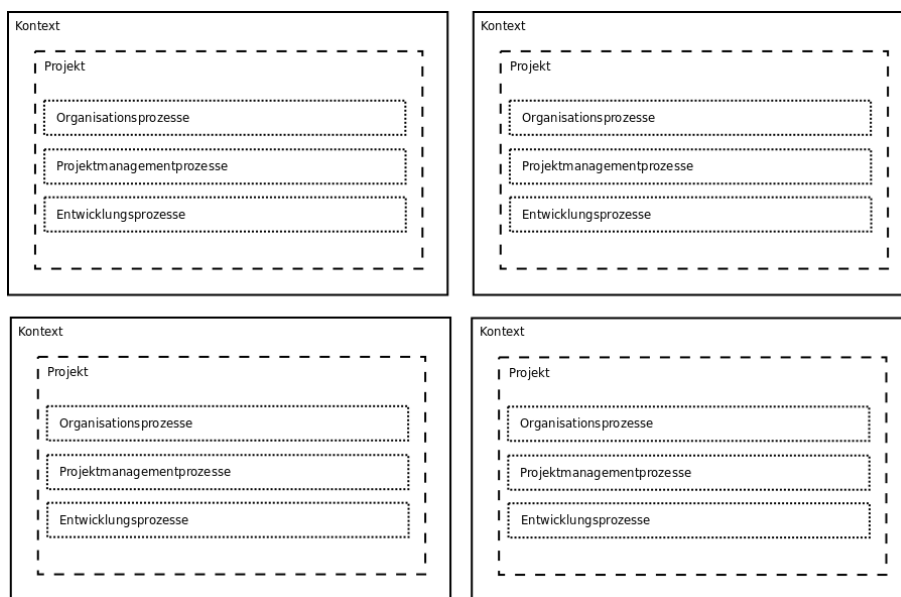 Kontext
Projekt
Organisationsprozesse
Projektmanagementprozesse
Entwicklungsprozesse
Kontext
Projekt
Organisationsprozesse
Projektmanagementprozesse
Entwicklungsprozesse
Kontext
Projekt
Organisationsprozesse
Projektmanagementprozesse
Entwicklungsprozesse
Kontext
Projekt
Organisationsprozesse
Projektmanagementprozesse
Entwicklungsprozesse